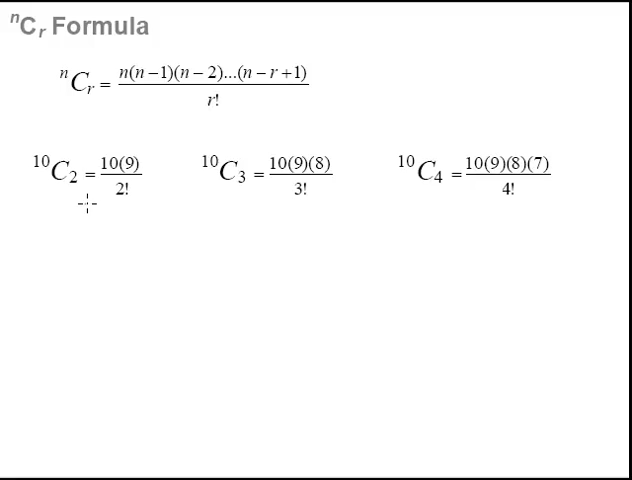 ⁿCᵣ Formula
ⁿCᵣ = n(n−1)(n−2)...(n−r+1) / r!
¹⁰C₂ = 10(9) / 2!  ¹⁰C₃ = 10(9)(8) / 3!  ¹⁰C₄ = 10(9)(8)(7) / 4!